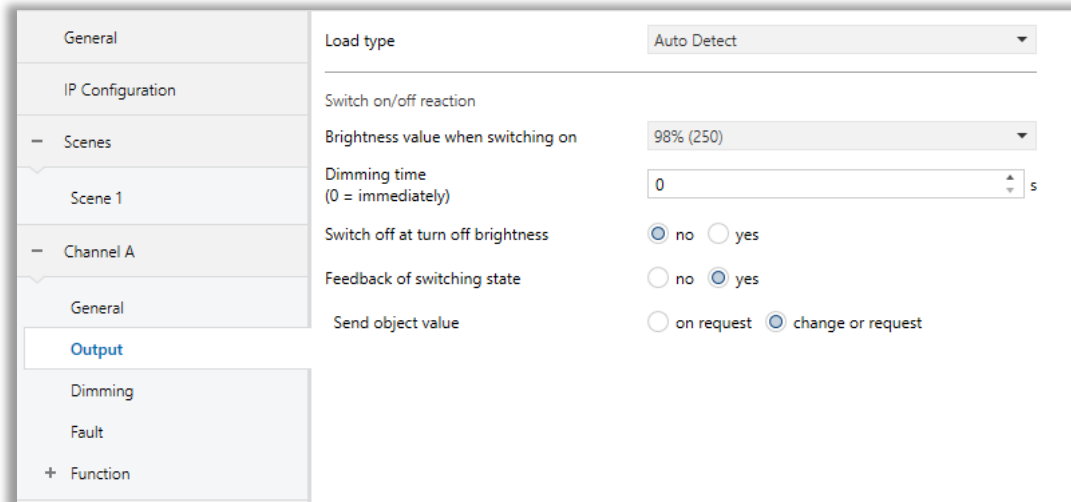 General
IP Configuration
Scenes
Scene 1
Channel A
General
Output
Dimming
Fault
Function
Load type Auto Detect
Switch on/off reaction
Brightness value when switching on 98% (250)
Dimming time
(0 = immediately) 0 s
Switch off at turn off brightness no yes
Feedback of switching state no yes
Send object value on request change or request